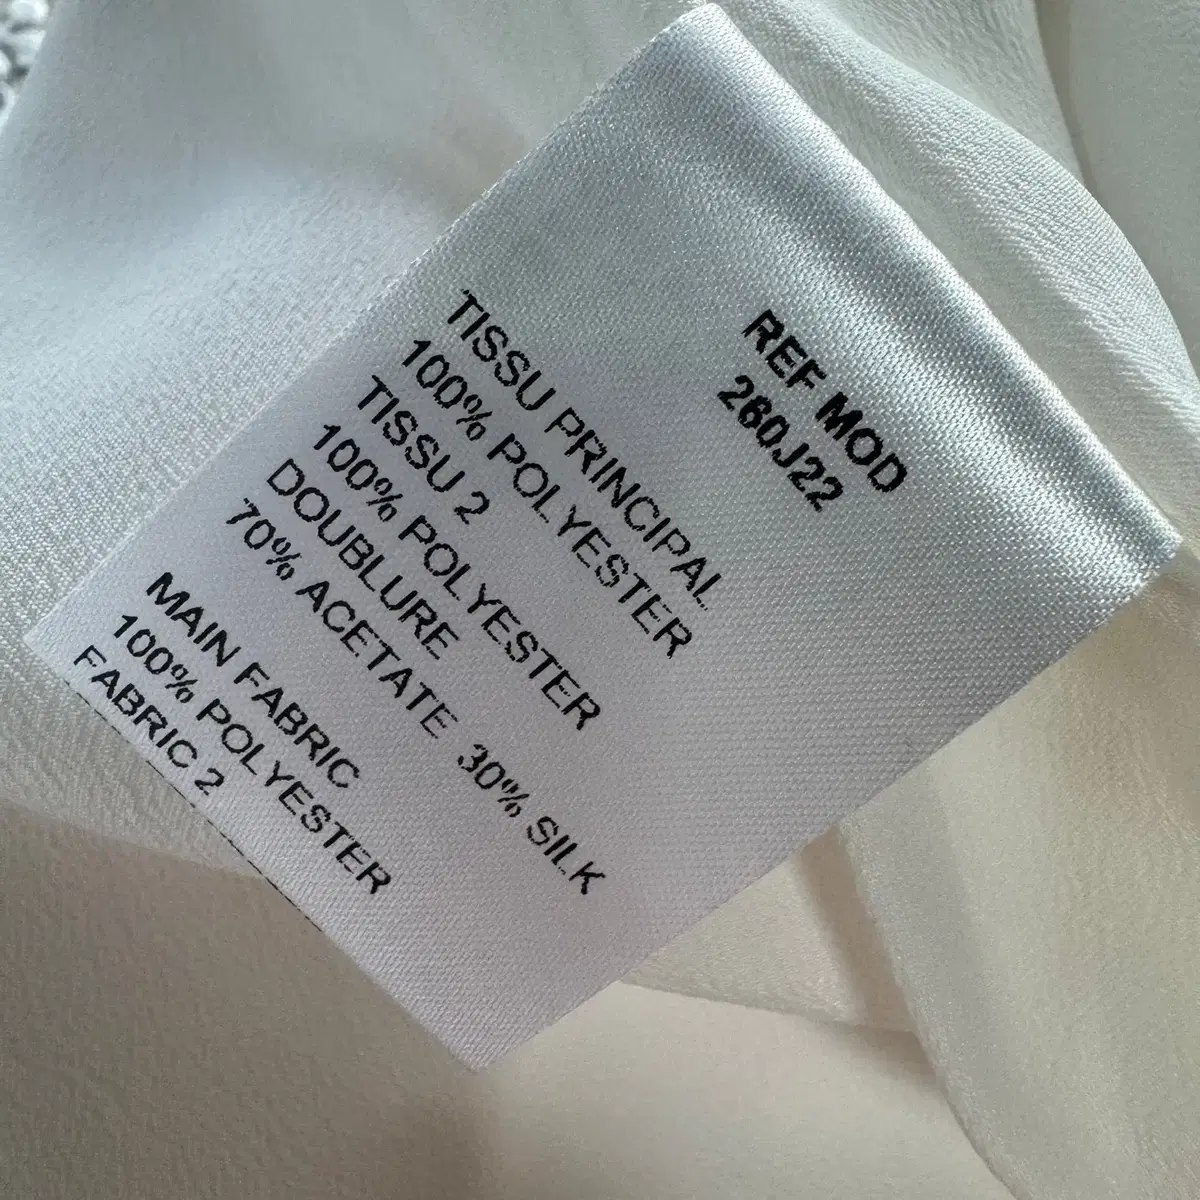 REF MOD
260J22
TISSU PRINCIPAL
100% POLYESTER
TISSU 2
100% POLYESTER
DOUBLURE
70% ACETATE 30% SILK
MAIN FABRIC
100% POLYESTER
FABRIC 2